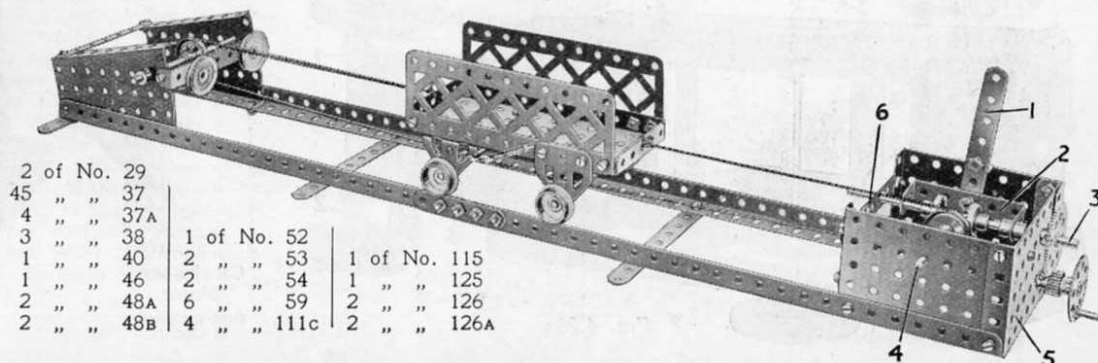 2 of No. 29
45 „ „ 37
4 „ „ 37A
3 „ „ 38
1 „ „ 40
1 „ „ 46
2 „ „ 48A
2 „ „ 48B
1 of No. 52
2 „ „ 53
2 „ „ 54
6 „ „ 59
4 „ „ 111C
1 of No. 115
1 „ „ 125
2 „ „ 126
2 „ „ 126A
1
2
3
4
5
6